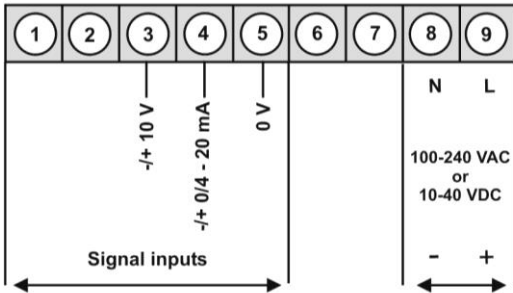 1 2 3 4 5 6 7 8 9
-/+ 10 V
-/+ 0/4 - 20 mA
0 V
N L
100-240 VAC
or
10-40 VDC
- +
Signal inputs